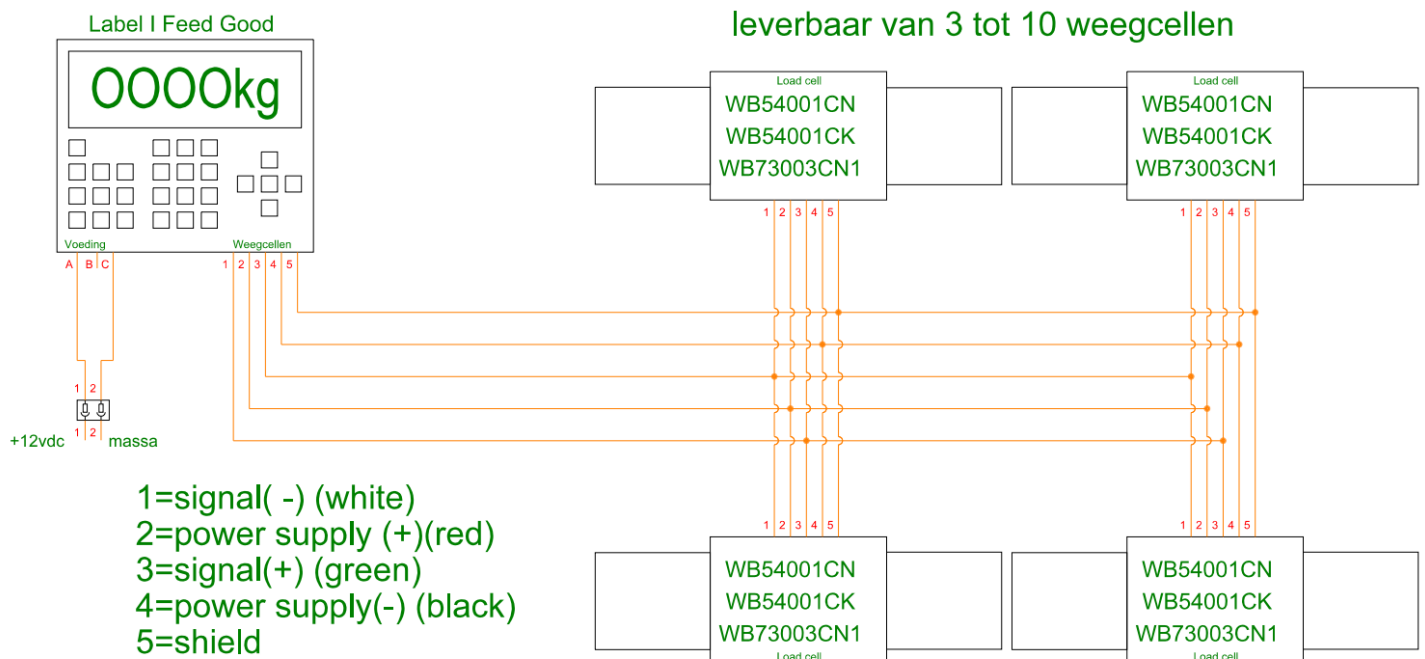 Label I Feed Good
leverbaar van 3 tot 10 weegcellen
OOOOkg
Load cell
WB54001CN
WB54001CK
WB73003CN1
Load cell
WB54001CN
WB54001CK
WB73003CN1
Voeding
Weegcellen
A B C
1 2 3 4 5
1 2 3 4 5
1 2 3 4 5
1 2
1 2
+12vdc
massa
1=signal( -) (white)
2=power supply (+)(red)
3=signal(+) (green)
4=power supply(-) (black)
5=shield
1 2 3 4 5
WB54001CN
WB54001CK
WB73003CN1
Load cell
1 2 3 4 5
WB54001CN
WB54001CK
WB73003CN1
Load cell